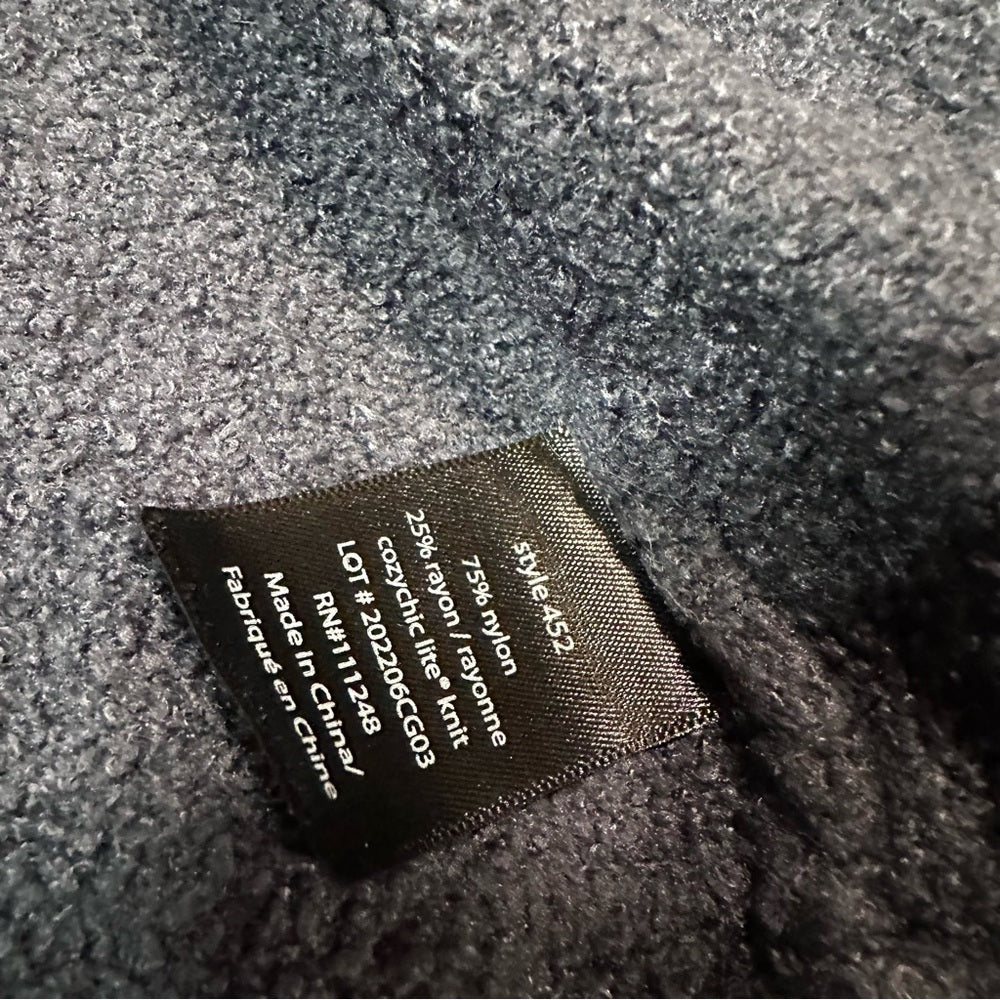 style 452
75% nylon
25% rayon / rayonne
cozychic lite® knit
LOT # 202206CG03
RN#111248
Made In China/
Fabriqué en Chine